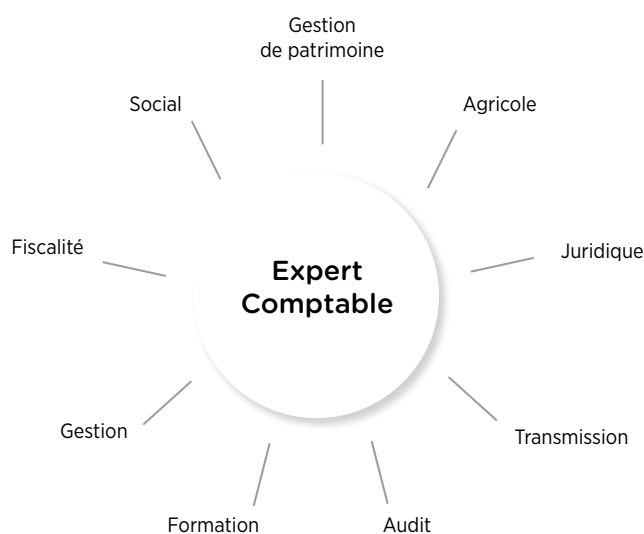 Gestion
de patrimoine
Social
Agricole
Fiscalité
Juridique
Expert
Comptable
Gestion
Transmission
Formation
Audit